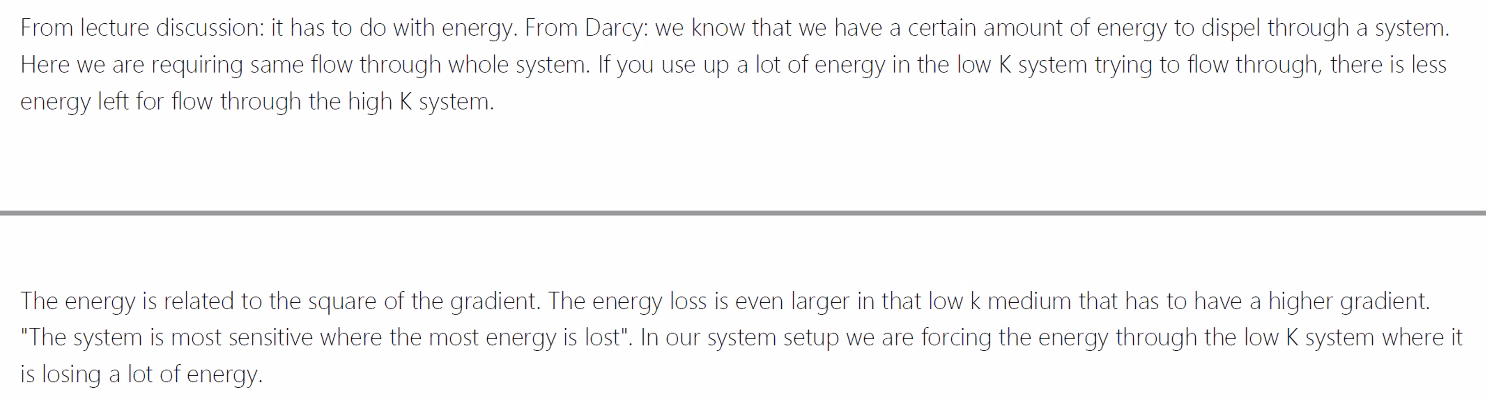 From lecture discussion: it has to do with energy. From Darcy: we know that we have a certain amount of energy to dispel through a system.
Here we are requiring same flow through whole system. If you use up a lot of energy in the low K system trying to flow through, there is less
energy left for flow through the high K system.
The energy is related to the square of the gradient. The energy loss is even larger in that low k medium that has to have a higher gradient.
"The system is most sensitive where the most energy is lost". In our system setup we are forcing the energy through the low K system where it
is losing a lot of energy.